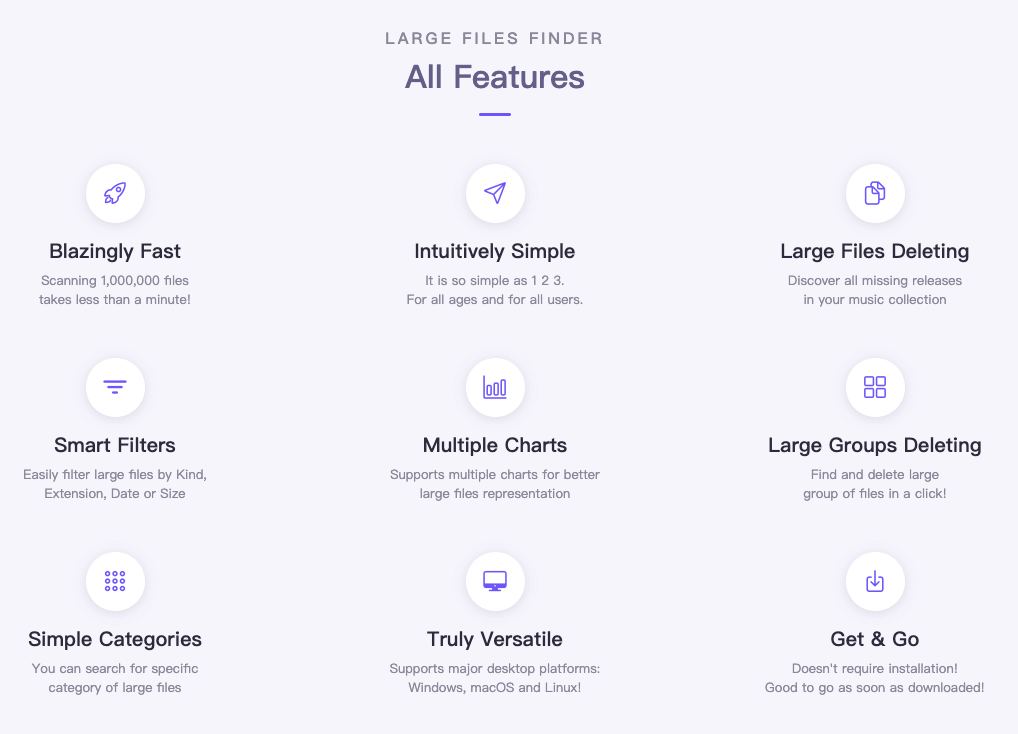 LARGE FILES FINDER
All Features
Blazingly Fast
Scanning 1,000,000 files
takes less than a minute!
Intuitively Simple
It is so simple as 1 2 3.
For all ages and for all users.
Large Files Deleting
Discover all missing releases
in your music collection
Smart Filters
Easily filter large files by Kind,
Extension, Date or Size
Multiple Charts
Supports multiple charts for better
large files representation
Large Groups Deleting
Find and delete large
group of files in a click!
Simple Categories
You can search for specific
category of large files
Truly Versatile
Supports major desktop platforms:
Windows, macOS and Linux!
Get & Go
Doesn't require installation!
Good to go as soon as downloaded!